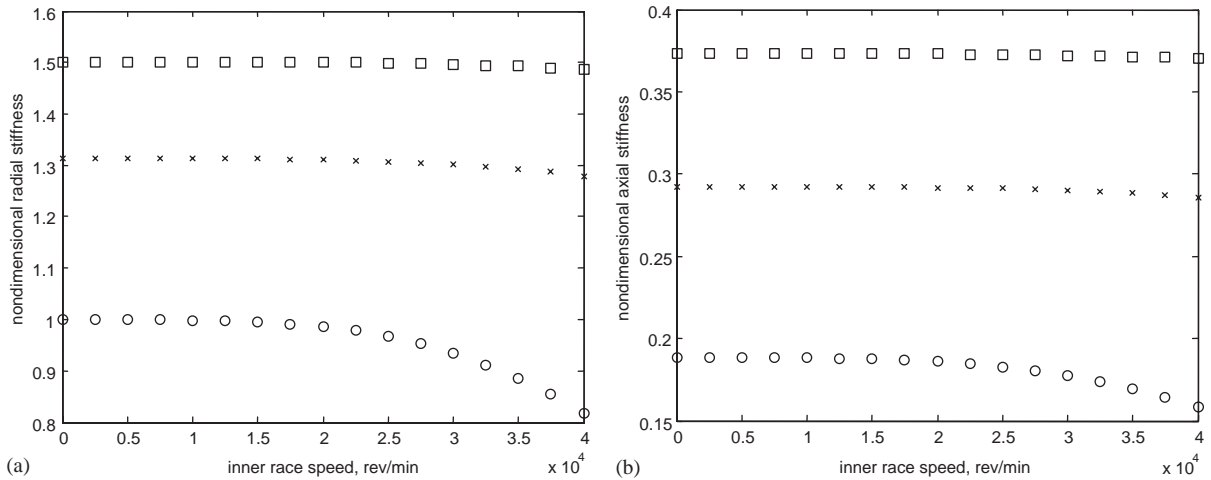 1.6
1.5
1.4
1.3
1.2
1.1
1
0.9
0.8
nondimensional radial stiffness
0 0.5 1 1.5 2 2.5 3 3.5 4
x 10^4
inner race speed, rev/min
(a)
0.4
0.35
0.3
0.25
0.2
0.15
nondimensional axial stiffness
0 0.5 1 1.5 2 2.5 3 3.5 4
x 10^4
inner race speed, rev/min
(b)